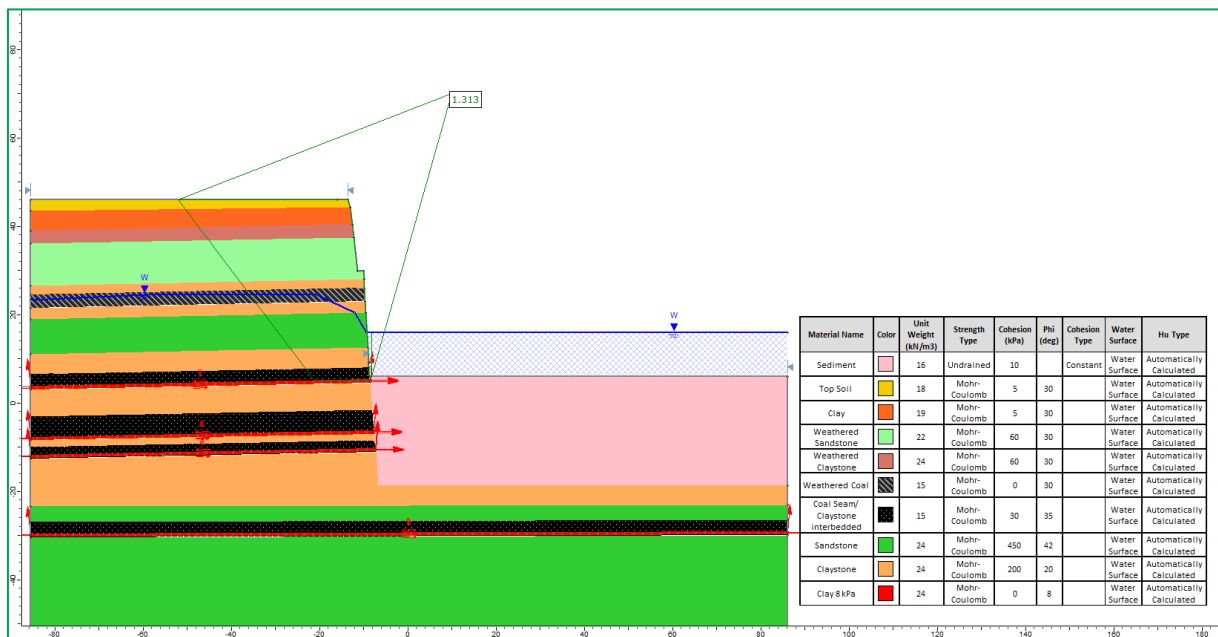 80
60
40
20
0
-20
-40
1.313
W
W
Material Name Color Unit Weight (kN/m3) Strength Type Cohesion (kPa) Phi (deg) Cohesion Type Water Surface Hu Type
Sediment 16 Undrained 10 Constant Water Surface Automatically Calculated
Top Soil 18 Mohr-Coulomb 5 30 Water Surface Automatically Calculated
Clay 19 Mohr-Coulomb 5 30 Water Surface Automatically Calculated
Weathered Sandstone 22 Mohr-Coulomb 60 30 Water Surface Automatically Calculated
Weathered Claystone 24 Mohr-Coulomb 60 30 Water Surface Automatically Calculated
Weathered Coal 15 Mohr-Coulomb 0 30 Water Surface Automatically Calculated
Coal Seam/ Claystone interbedded 15 Mohr-Coulomb 30 35 Water Surface Automatically Calculated
Sandstone 24 Mohr-Coulomb 450 42 Water Surface Automatically Calculated
Claystone 24 Mohr-Coulomb 200 20 Water Surface Automatically Calculated
Clay 8 kPa 24 Mohr-Coulomb 0 8 Water Surface Automatically Calculated
-80 -60 -40 -20 0 20 40 60 80 100 120 140 160 180